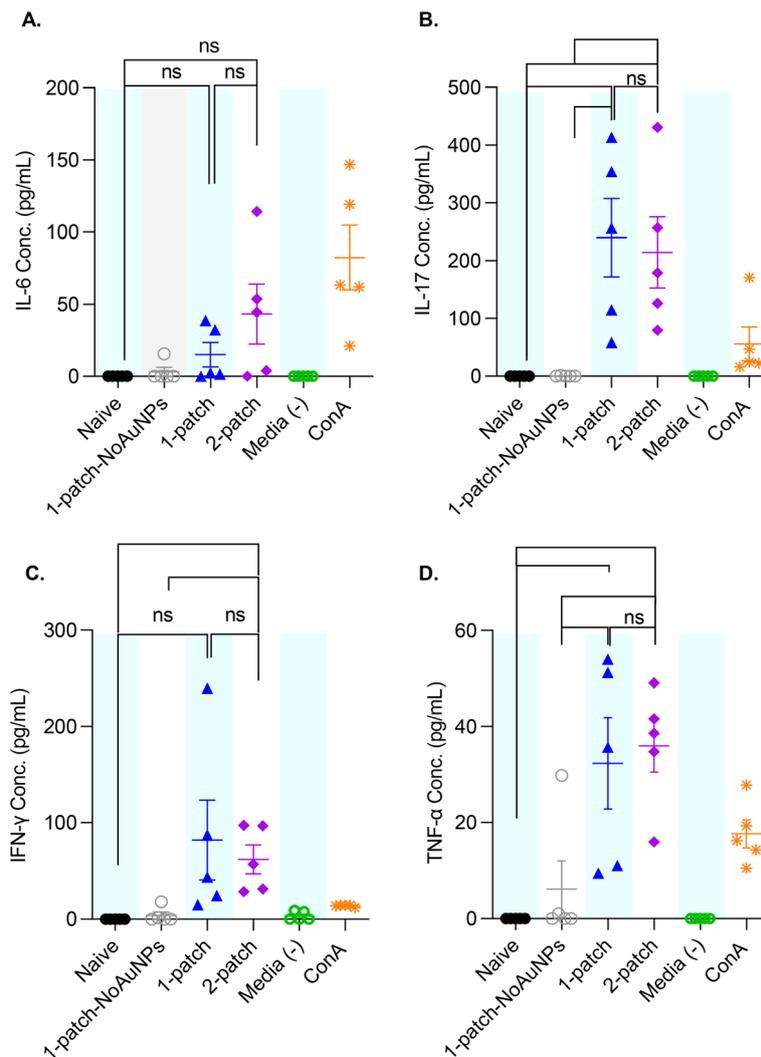 A.
ns
ns ns
200
150
100
50
0
IL-6 Conc. (pg/mL)
Naive
1-patch-NoAuNPs
1-patch
2-patch
Media (-)
ConA
B.
ns
500
400
300
200
100
0
IL-17 Conc. (pg/mL)
Naive
1-patch-NoAuNPs
1-patch
2-patch
Media (-)
ConA
C.
ns ns
300
200
100
0
IFN-γ Conc. (pg/mL)
Naive
1-patch-NoAuNPs
1-patch
2-patch
Media (-)
ConA
D.
ns
60
40
20
0
TNF-α Conc. (pg/mL)
Naive
1-patch-NoAuNPs
1-patch
2-patch
Media (-)
ConA